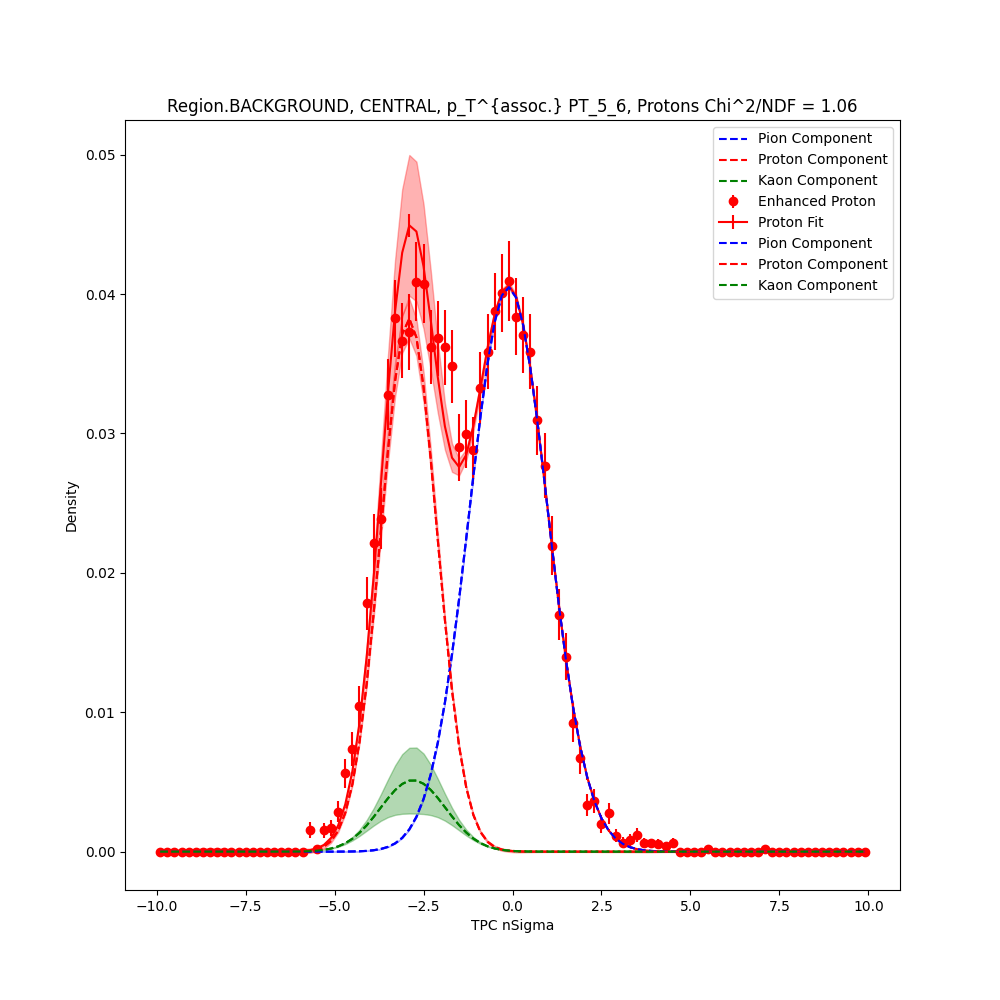 Region.BACKGROUND, CENTRAL, p_T^{assoc.} PT_5_6, Protons Chi^2/NDF = 1.06
Pion Component
Proton Component
Kaon Component
Enhanced Proton
Proton Fit
Pion Component
Proton Component
Kaon Component
0.05
0.04
0.03
0.02
0.01
0.00
Density
−10.0 −7.5 −5.0 −2.5 0.0 2.5 5.0 7.5 10.0
TPC nSigma